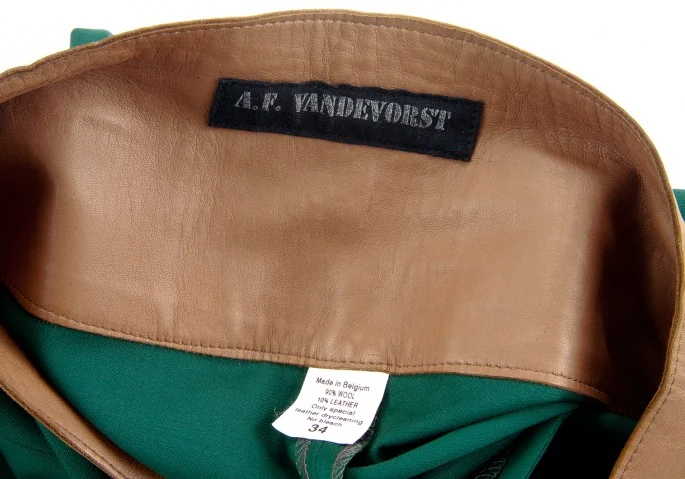 A.F. VANDEVORST
Made in Belgium
90% WOOL
10% LEATHER
Only special
leather drycleaning
No bleach
34